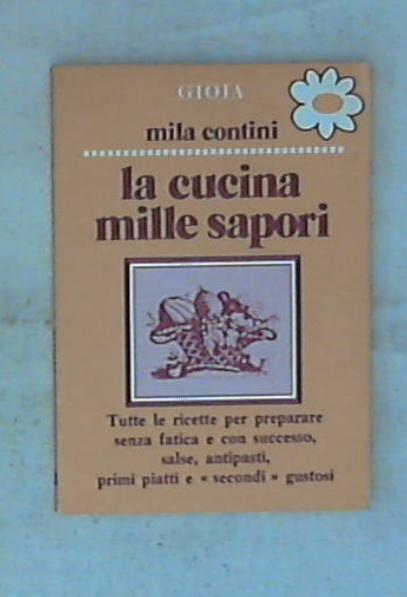 GIOIA
mila contini
la cucina
mille sapori
Tutte le ricette per preparare
senza fatica e con successo,
salse, antipasti,
primi piatti e « secondi » gustosi